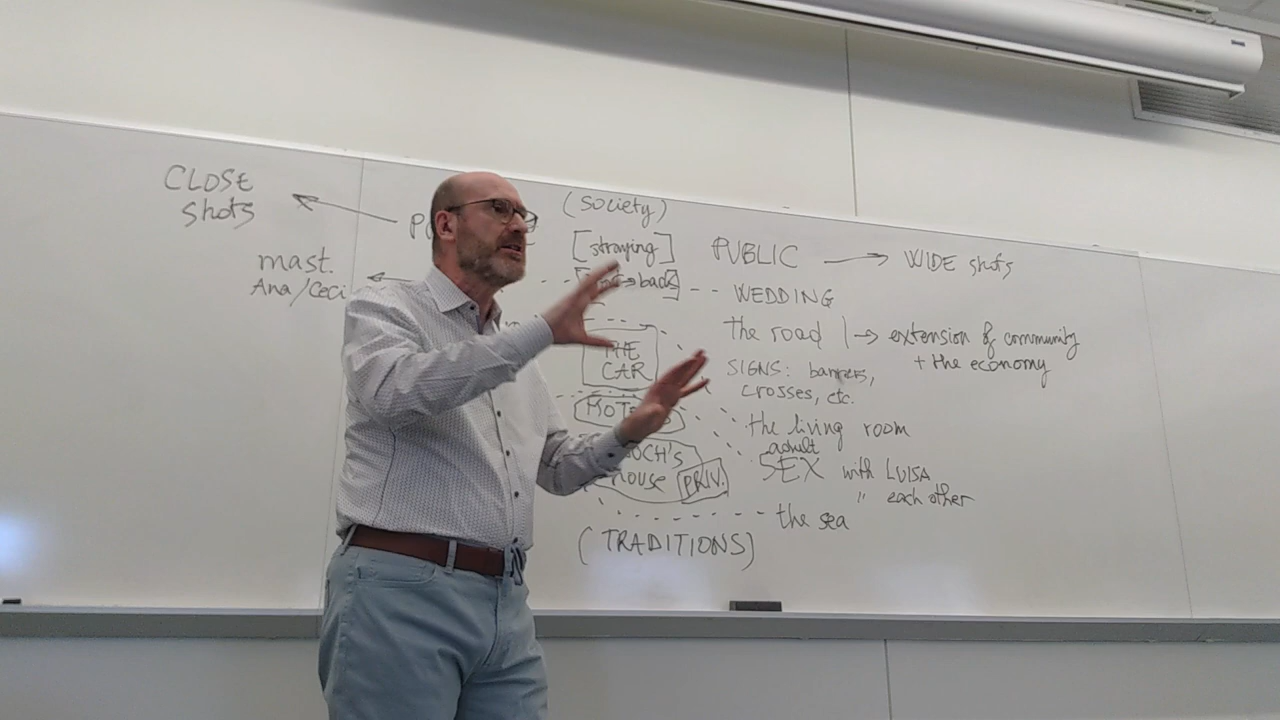 CLOSE
shots
mast.
Ana/Ceci
(society)
[straying]
back]
THE
CAR
house
PRIV.
(TRADITIONS)
PUBLIC → WIDE shots
WEDDING
the road | → extension of community
+ the economy
SIGNS: banners,
crosses, etc.
the living room
adult
SEX with LUISA
" each other
the sea